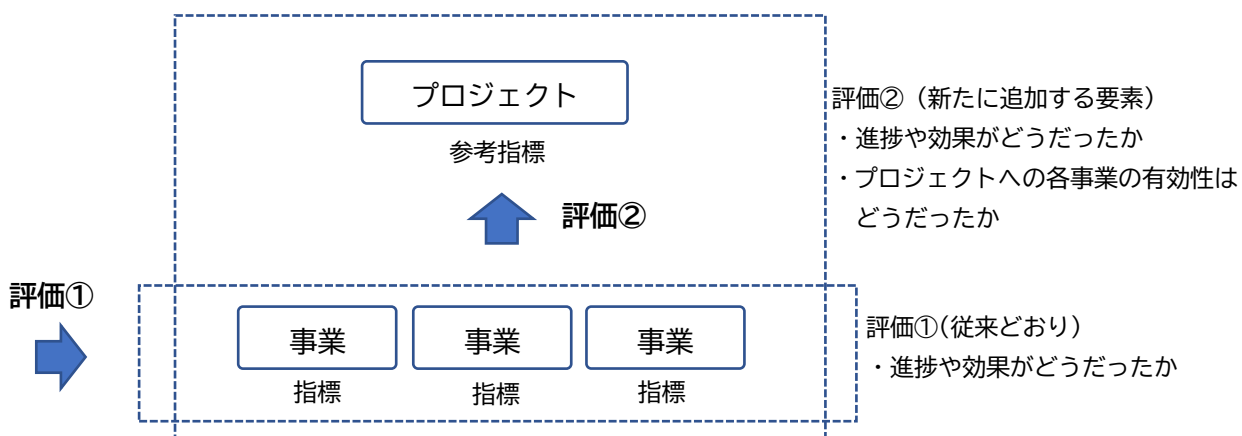 プロジェクト
参考指標
評価②
評価②（新たに追加する要素）
・進捗や効果がどうだったか
・プロジェクトへの各事業の有効性は
どうだったか
評価①
事業
事業
事業
指標
指標
指標
評価①(従来どおり)
・進捗や効果がどうだったか